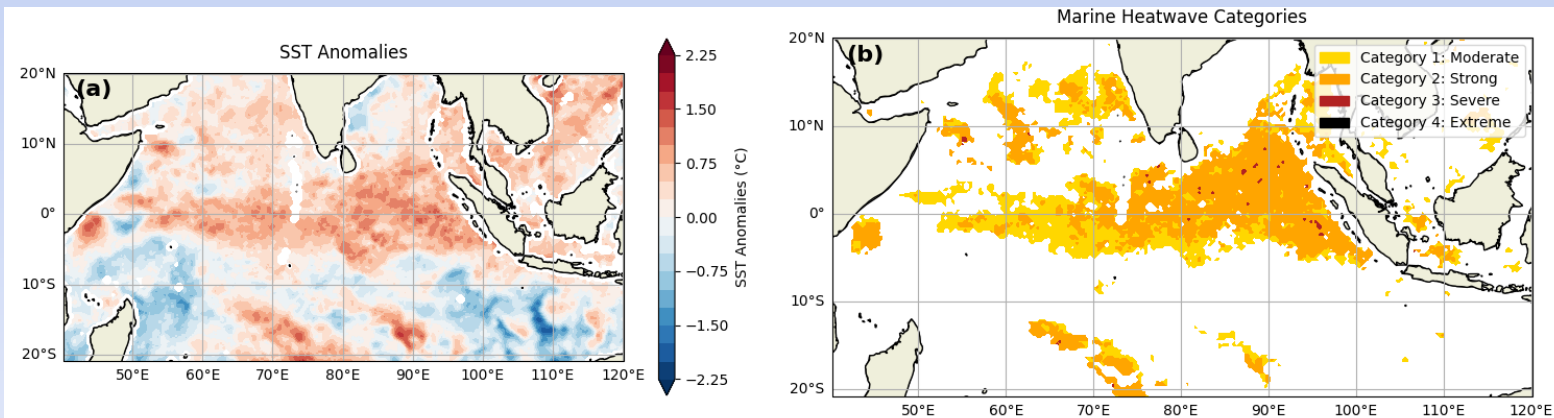 SST Anomalies
(a)
20°N
10°N
0°
10°S
20°S
50°E 60°E 70°E 80°E 90°E 100°E 110°E 120°E
2.25
1.50
0.75
0.00
−0.75
−1.50
−2.25
SST Anomalies (°C)
Marine Heatwave Categories
(b)
Category 1: Moderate
Category 2: Strong
Category 3: Severe
Category 4: Extreme
20°N
10°N
0°
10°S
20°S
50°E 60°E 70°E 80°E 90°E 100°E 110°E 120°E